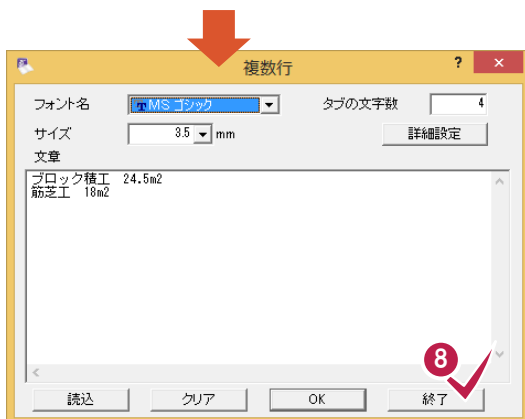 複数行 ? ×
フォント名 MS ゴシック タブの文字数 4
サイズ 3.5 mm 詳細設定
文章
ブロック積工 24.5m2
筋芝工 18m2
8
読込 クリア OK 終了